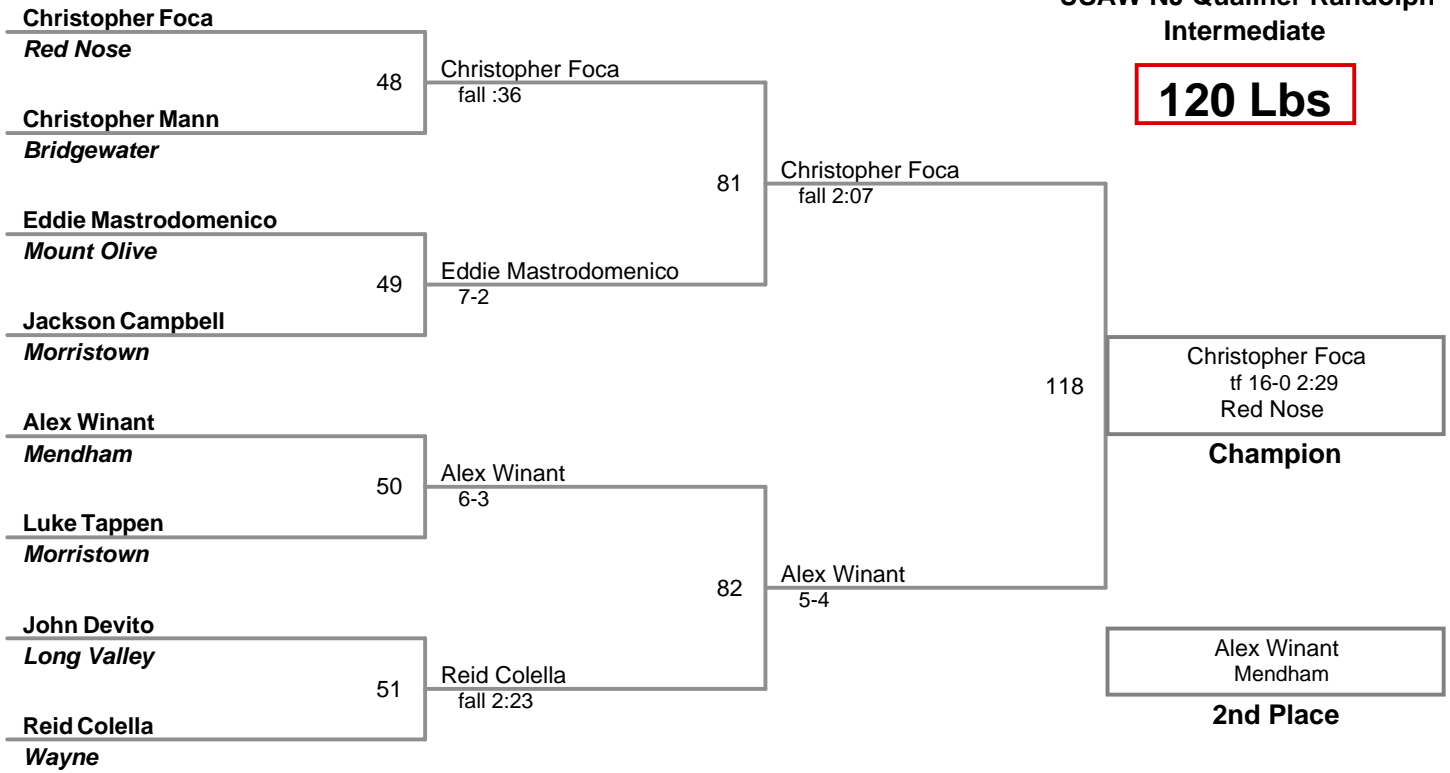 Christopher Foca
Red Nose
48
Christopher Mann
Bridgewater
Christopher Foca
fall :36
Eddie Mastrodomenico
Mount Olive
49
Jackson Campbell
Morristown
Eddie Mastrodomenico
7-2
81
Christopher Foca
fall 2:07
Alex Winant
Mendham
50
Luke Tappen
Morristown
Alex Winant
6-3
John Devito
Long Valley
51
Reid Colella
Wayne
Reid Colella
fall 2:23
82
Alex Winant
5-4
118
Intermediate
120 Lbs
Christopher Foca
tf 16-0 2:29
Red Nose
Champion
Alex Winant
Mendham
2nd Place